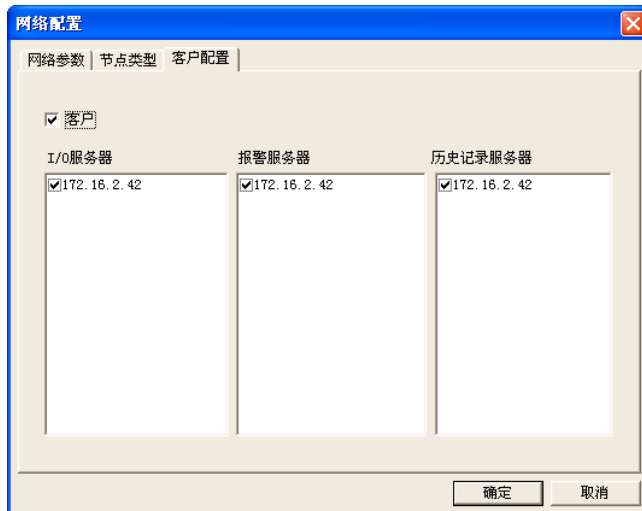 网络配置
网络参数 节点类型 客户配置
客户
I/O服务器 报警服务器 历史记录服务器
172.16.2.42 172.16.2.42 172.16.2.42
确定 取消